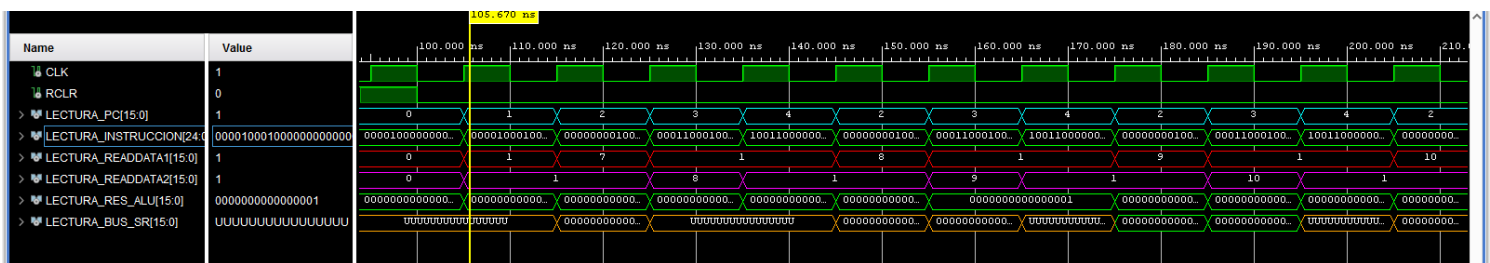 105.670 ns
Name Value 100.000 ns 110.000 ns 120.000 ns 130.000 ns 140.000 ns 150.000 ns 160.000 ns 170.000 ns 180.000 ns 190.000 ns 200.000 ns 210.
CLK 1
RCLR 0
LECTURA_PC[15:0] 1 0 1 2 3 4 2 3 4 2 3 4 2
LECTURA_INSTRUCCION[24:0 0000100010000000000000 0000100000000... 00001000100... 00000000100... 00011000100... 10011000000... 00000000100... 00011000100... 10011000000... 00000000100... 00011000100... 10011000000... 00000000...
LECTURA_READDATA1[15:0] 1 0 1 7 1 8 1 9 1 10
LECTURA_READDATA2[15:0] 1 0 1 8 1 9 1 10 1
LECTURA_RES_ALU[15:0] 0000000000000001 0000000000000... 00000000000... 00000000000... 00000000000... 00000000000... 00000000000... 0000000000000001 00000000000... 00000000000... 00000000000... 00000000...
LECTURA_BUS_SR[15:0] UUUUUUUUUUUUUUUU UUUUUUUUUUUUUUUU 00000000000... UUUUUUUUUUUUUUUU 00000000000... 00000000000... UUUUUUUUUUU... 00000000000... 00000000000... UUUUUUUUUUU... 00000000...